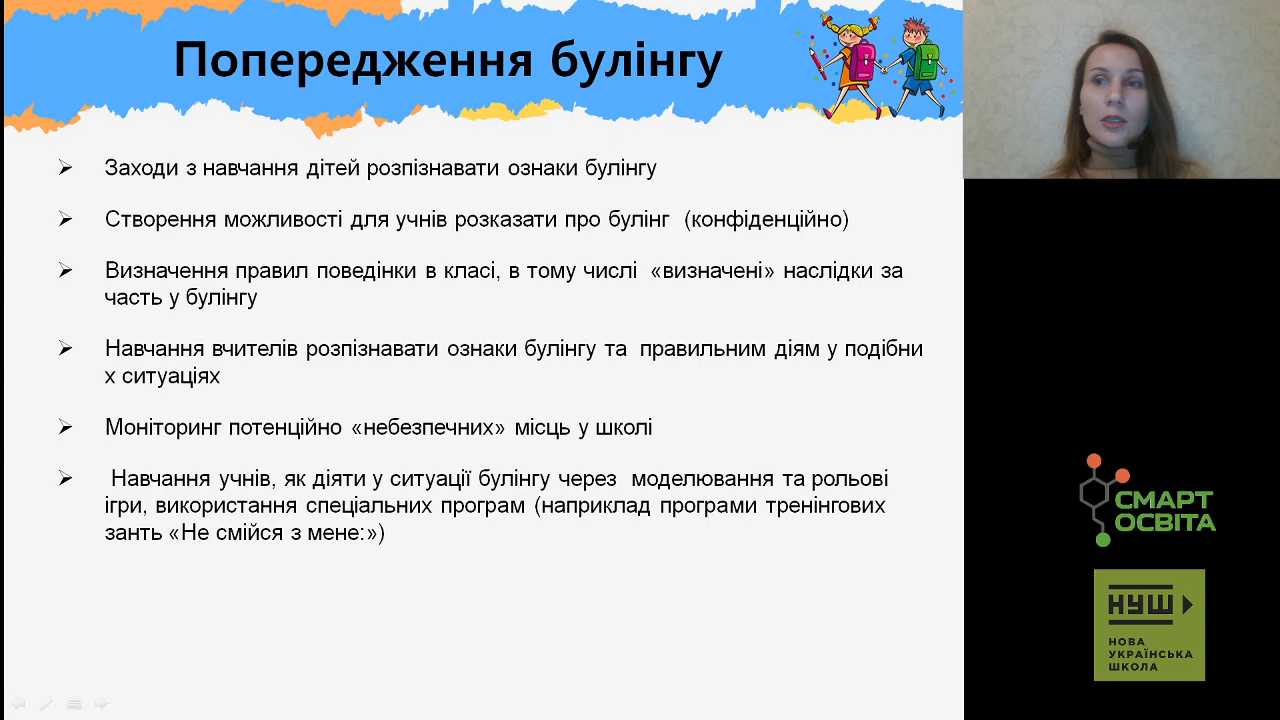 Попередження булінгу
Заходи з навчання дітей розпізнавати ознаки булінгу
Створення можливості для учнів розказати про булінг (конфіденційно)
Визначення правил поведінки в класі, в тому числі «визначені» наслідки за
часть у булінгу
Навчання вчителів розпізнавати ознаки булінгу та правильним діям у подібни
х ситуаціях
Моніторинг потенційно «небезпечних» місць у школі
Навчання учнів, як діяти у ситуації булінгу через моделювання та рольові
ігри, використання спеціальних програм (наприклад програми тренінгових
занть «Не смійся з мене:»)
СМАРТ
ОСВІТА
НУШ
НОВА
УКРАЇНСЬКА
ШКОЛА